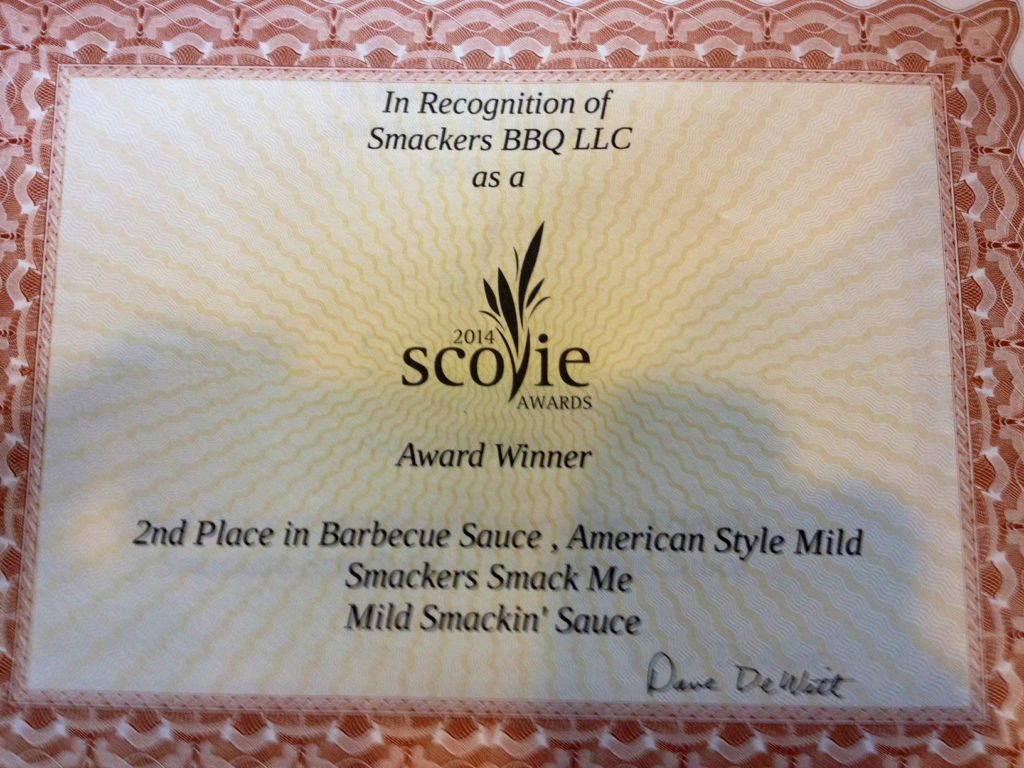 In Recognition of
Smackers BBQ LLC
as a
2014
scovie
AWARDS
Award Winner
2nd Place in Barbecue Sauce , American Style Mild
Smackers Smack Me
Mild Smackin' Sauce
Dave DeWitt